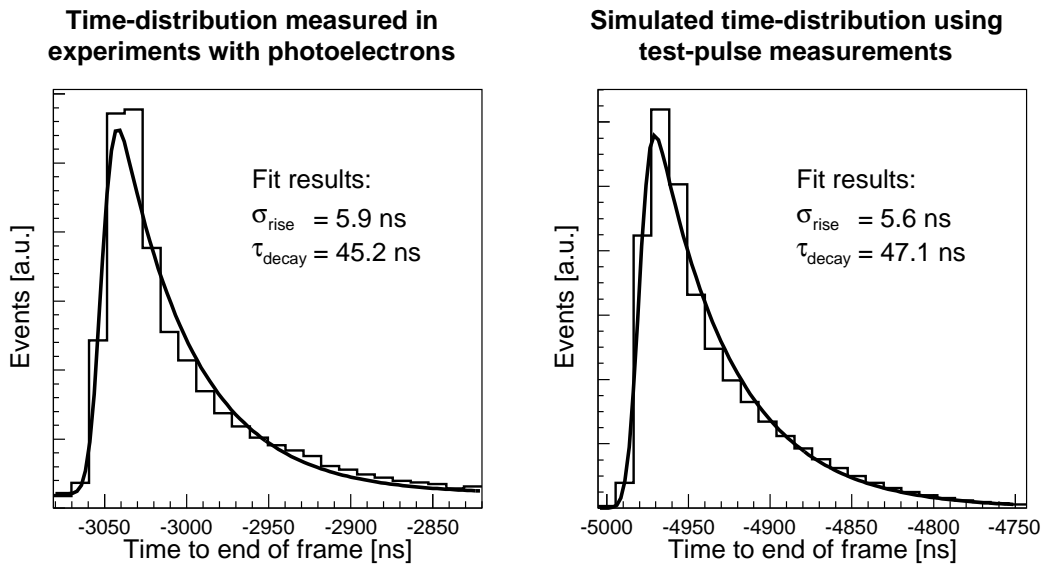 Time-distribution measured in
experiments with photoelectrons
Events [a.u.]
Fit results:
σrise = 5.9 ns
τdecay = 45.2 ns
-3050 -3000 -2950 -2900 -2850
Time to end of frame [ns]
Simulated time-distribution using
test-pulse measurements
Events [a.u.]
Fit results:
σrise = 5.6 ns
τdecay = 47.1 ns
-5000 -4950 -4900 -4850 -4800 -4750
Time to end of frame [ns]